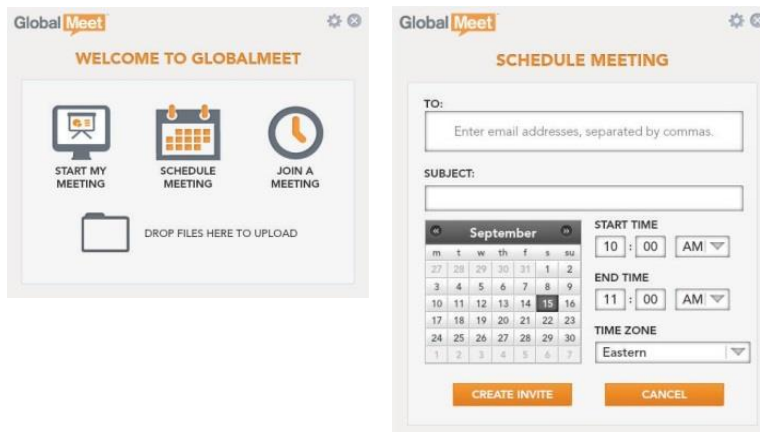 Global Meet
WELCOME TO GLOBALMEET
START MY
MEETING
SCHEDULE
MEETING
JOIN A
MEETING
DROP FILES HERE TO UPLOAD
Global Meet
SCHEDULE MEETING
TO:
Enter email addresses, separated by commas.
SUBJECT:
September
m t w th f s su
27 28 29 30 31 1 2
3 4 5 6 7 8 9
10 11 12 13 14 15 16
17 18 19 20 21 22 23
24 25 26 27 28 29 30
1 2 3 4 5 6 7
START TIME
10 : 00 AM
END TIME
11 : 00 AM
TIME ZONE
Eastern
CREATE INVITE
CANCEL